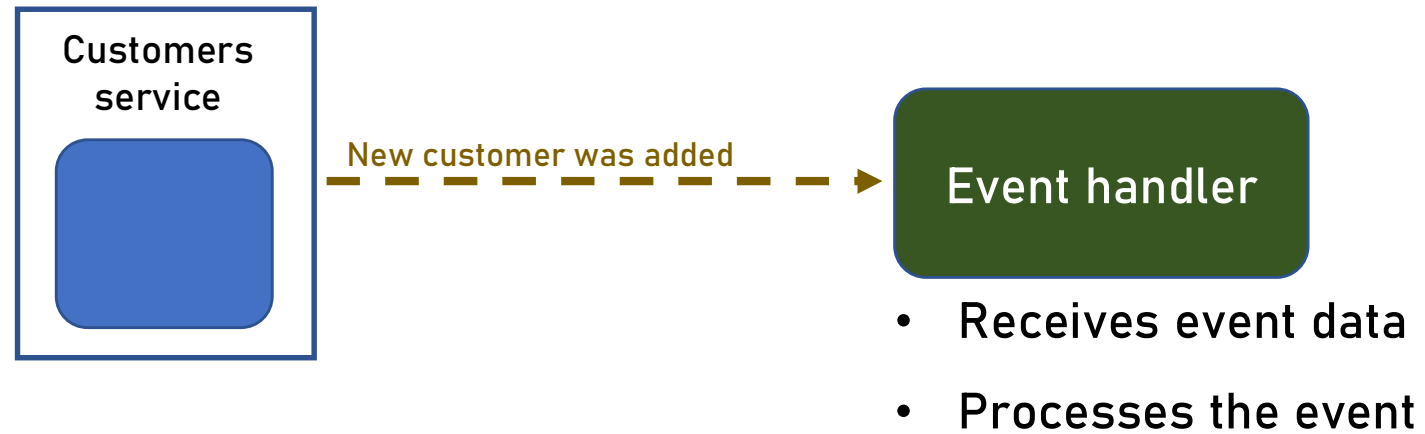 Customers
service
New customer was added
Event handler
• Receives event data
• Processes the event